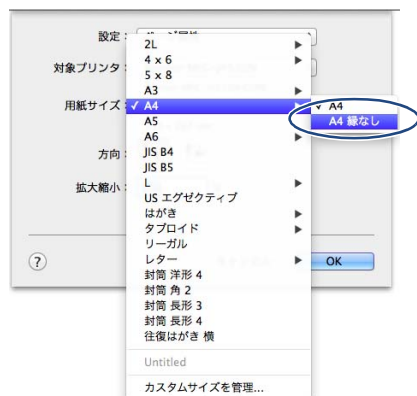 設定：
対象プリンタ：
用紙サイズ：
方向：
拡大縮小：
2L
4 x 6
5 x 8
A3
✓ A4
A5
A6
JIS B4
JIS B5
L
US エグゼクティブ
はがき
タブロイド
リーガル
レター
封筒 洋形 4
封筒 角 2
封筒 長形 3
封筒 長形 4
往復はがき 横
Untitled
カスタムサイズを管理...
✓ A4
A4 縁なし
?
OK